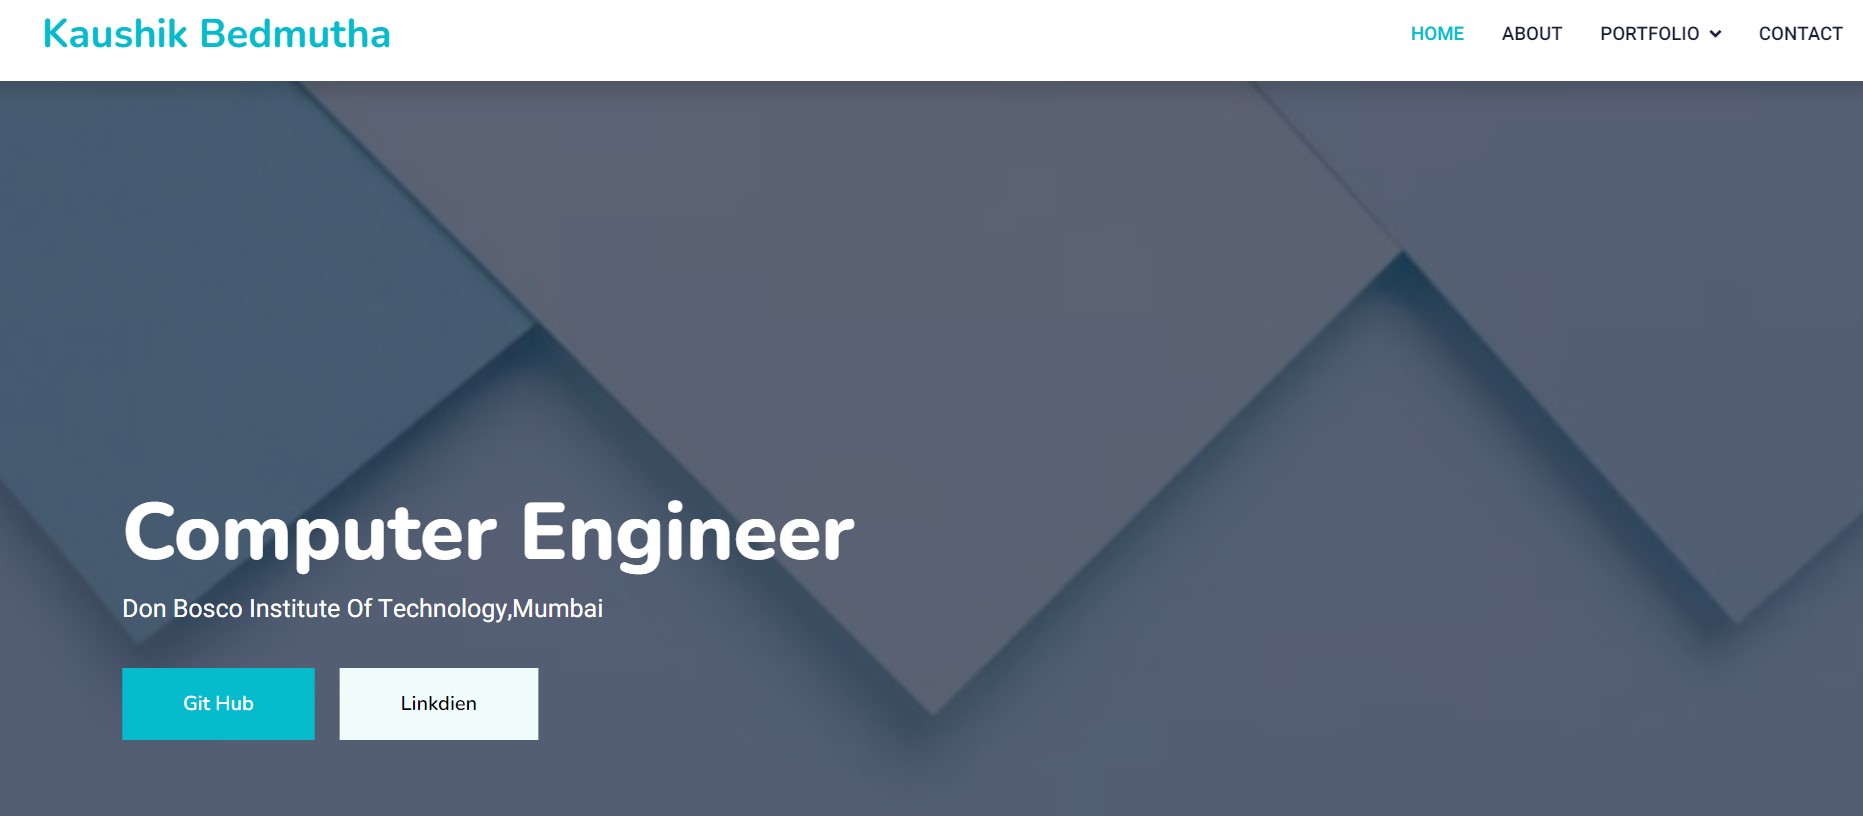 Kaushik Bedmutha
HOME ABOUT PORTFOLIO CONTACT
Computer Engineer
Don Bosco Institute Of Technology,Mumbai
Git Hub Linkdien